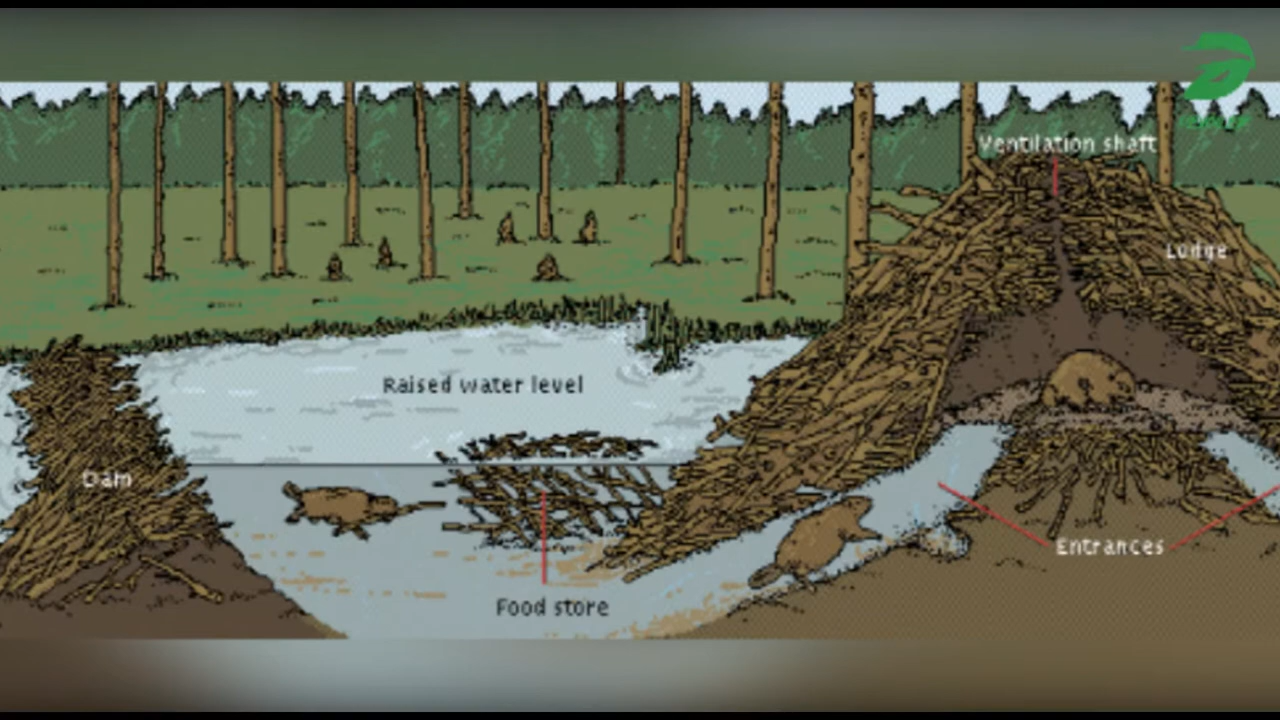 Ventilation shaft
Lodge
Raised water level
Dam
Entrances
Food store